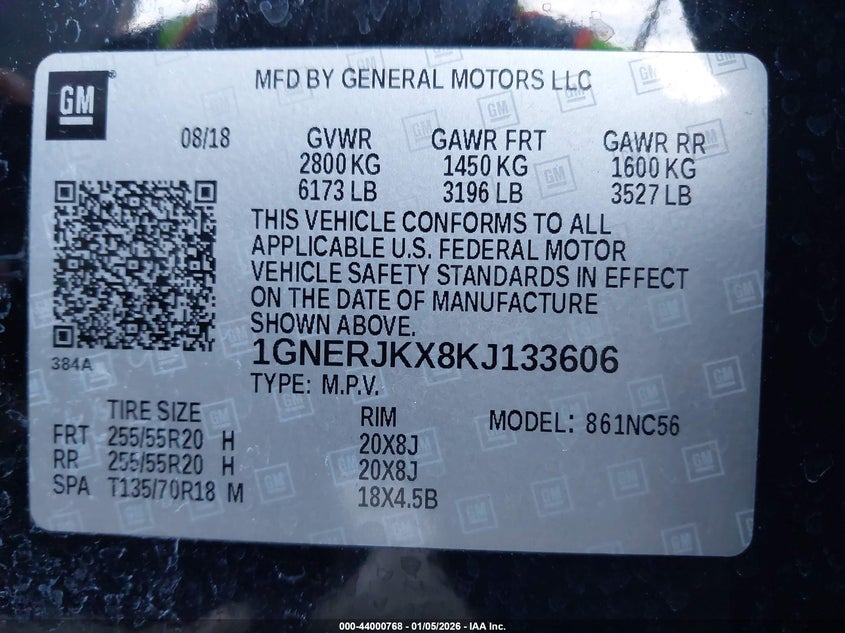 GM
MFD BY GENERAL MOTORS LLC
08/18 GVWR GAWR FRT GAWR RR
2800 KG 1450 KG 1600 KG
6173 LB 3196 LB 3527 LB
THIS VEHICLE CONFORMS TO ALL
APPLICABLE U.S. FEDERAL MOTOR
VEHICLE SAFETY STANDARDS IN EFFECT
ON THE DATE OF MANUFACTURE
SHOWN ABOVE.
384A
1GNERJKX8KJ133606
TYPE: M.P.V.
TIRE SIZE RIM MODEL: 861NC56
FRT 255/55R20 H 20X8J
RR 255/55R20 H 20X8J
SPA T135/70R18 M 18X4.5B
000-44000768 - 01/05/2026 - IAA Inc.